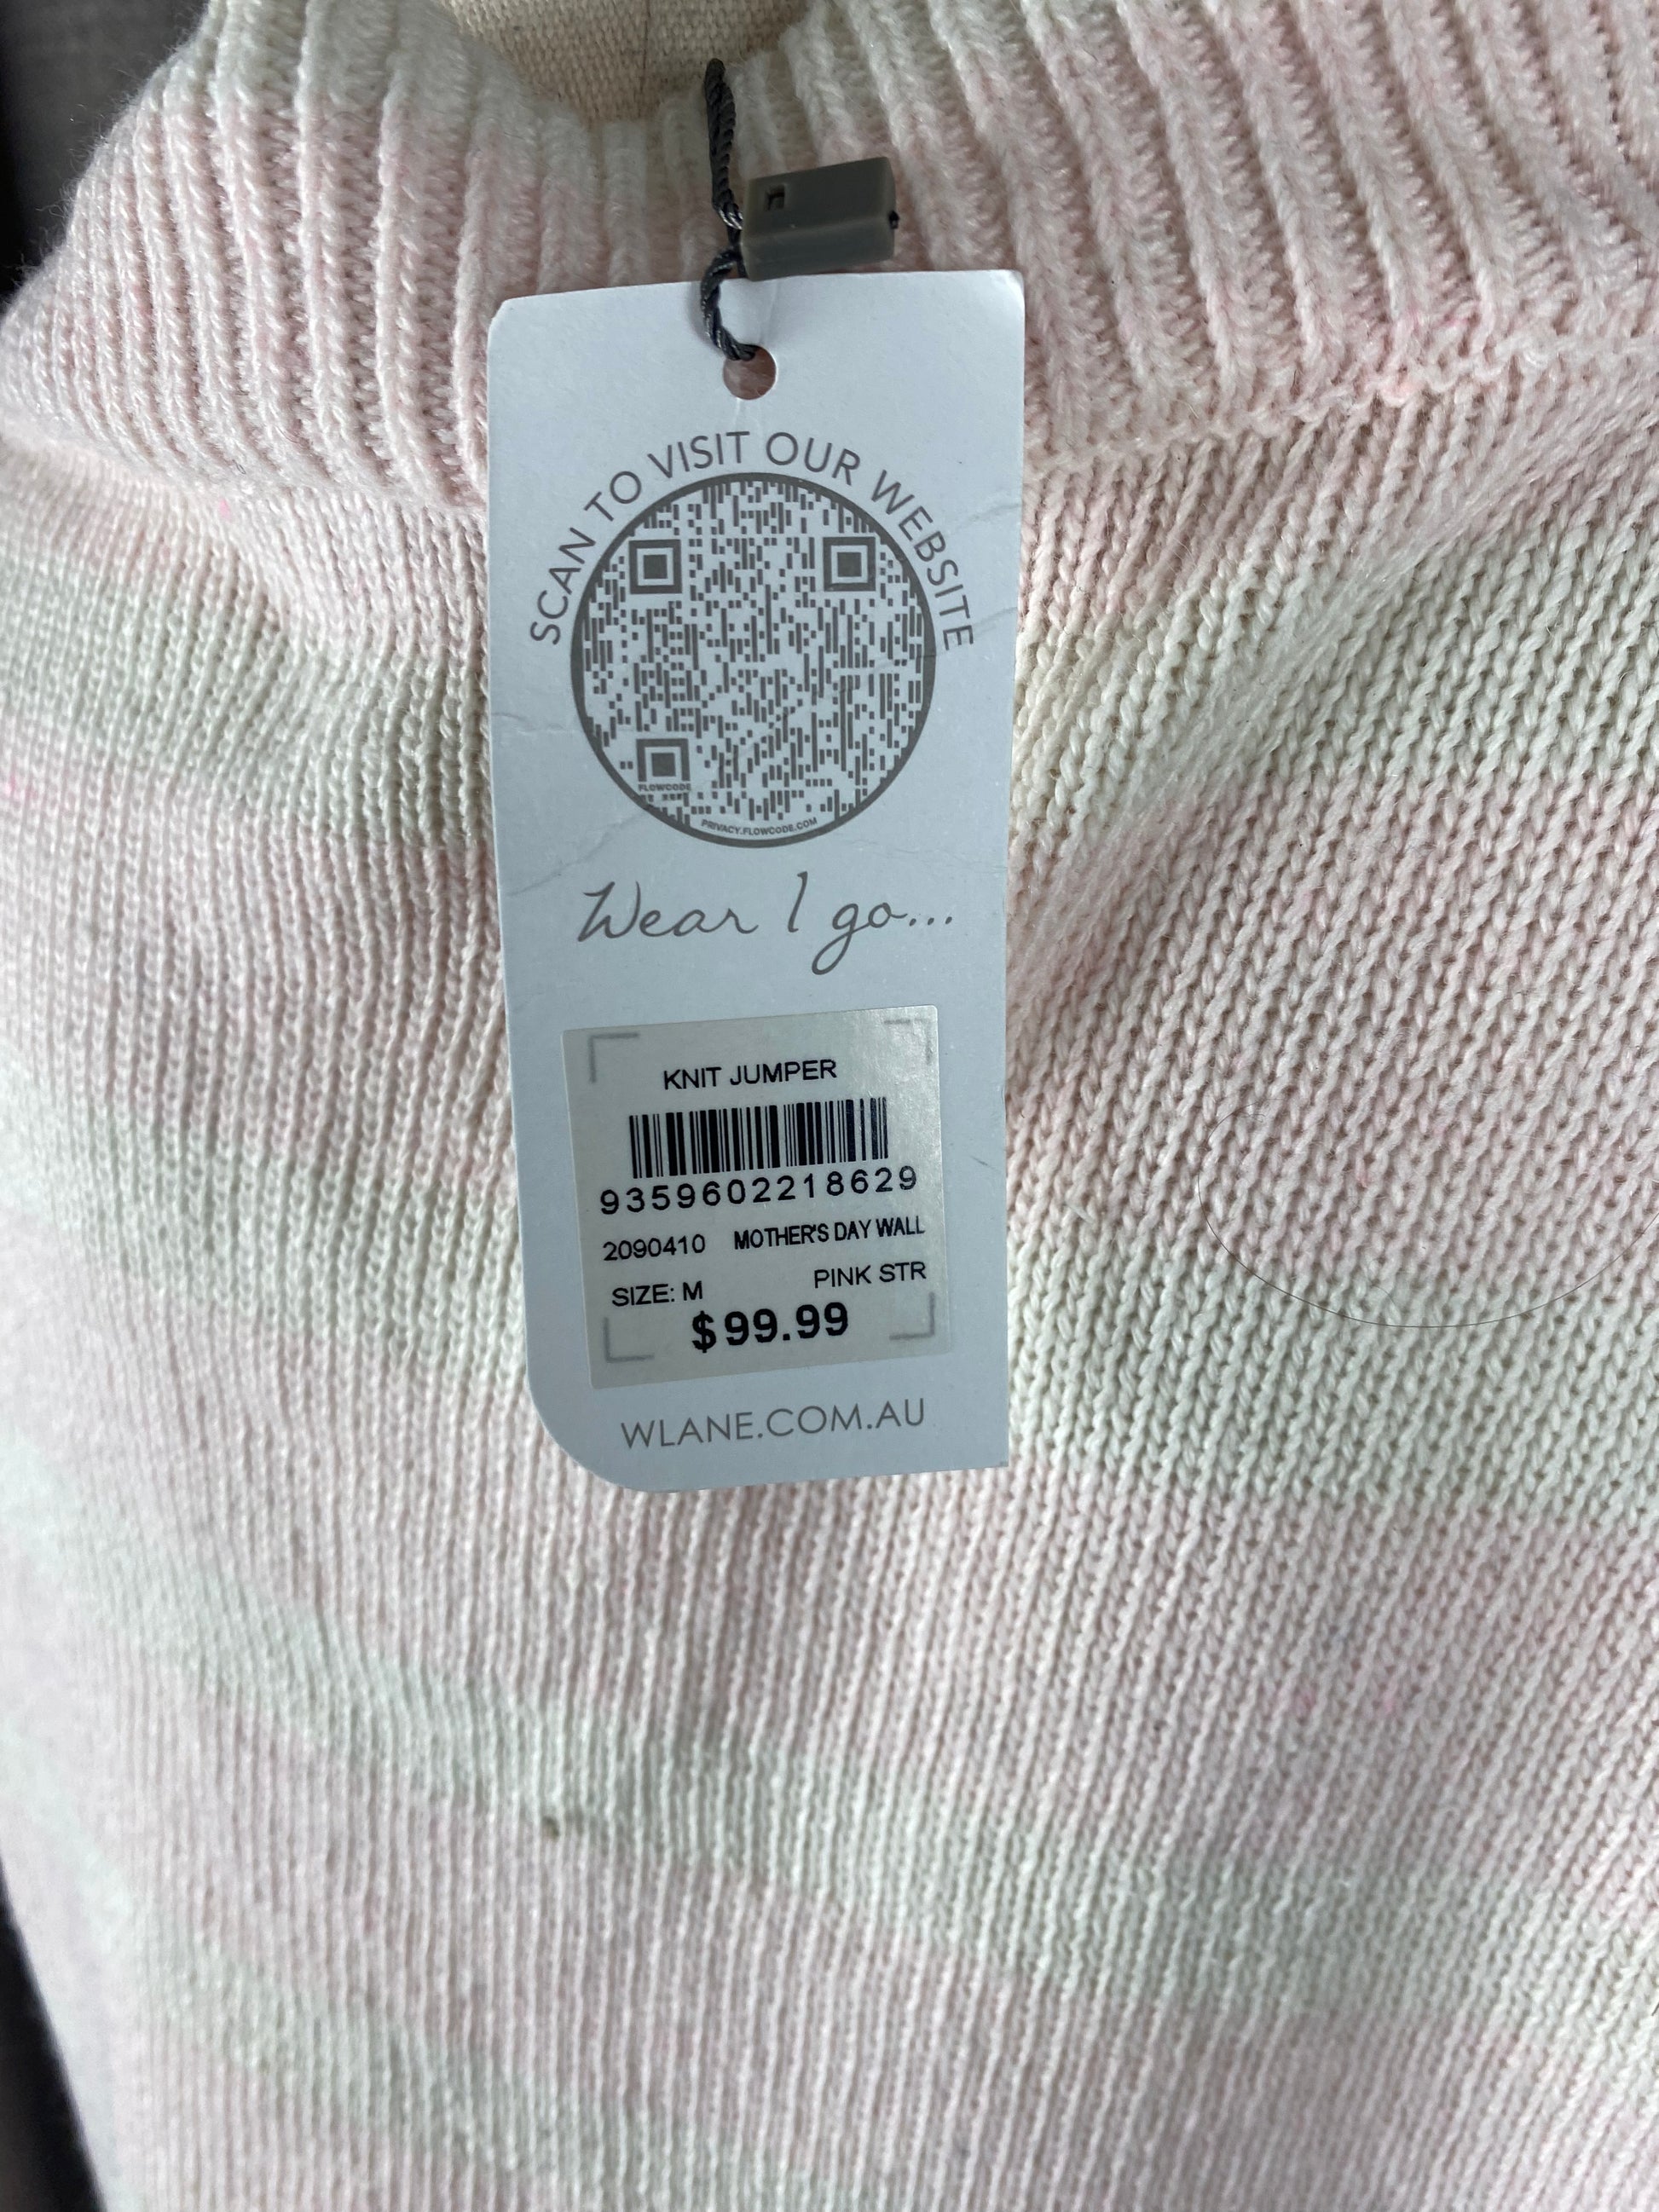 SCAN TO VISIT OUR WEBSITE
FLOWCODE
PRIVACY.FLOWCODE.COM
Wear I go...
KNIT JUMPER
9359602218629
2090410 MOTHER'S DAY WALL
SIZE: M PINK STR
$99.99
WLANE.COM.AU